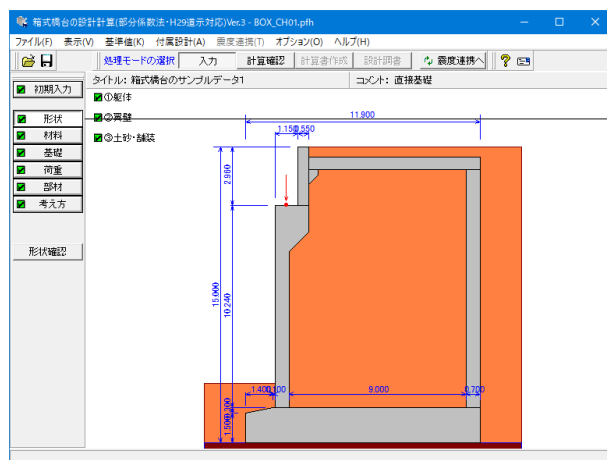 箱式橋台の設計計算(部分係数法・H29道示対応)Ver.3 - BOX_CH01.pfh
ファイル(F) 表示(V) 基準値(K) 付属設計(A) 震度連携(T) オプション(O) ヘルプ(H)
処理モードの選択 入力 計算確認 計算書作成 設計調書 震度連携へ
タイトル: 箱式橋台のサンプルデータ1 コメント: 直接基礎
初期入力
形状
材料
基礎
荷重
部材
考え方
形状確認
①躯体
②翼壁
③土砂・舗装
11.900
1.150 0.550
2.960
15.000
10.240
1.400 0.100 9.000 0.700
0.300
1.500